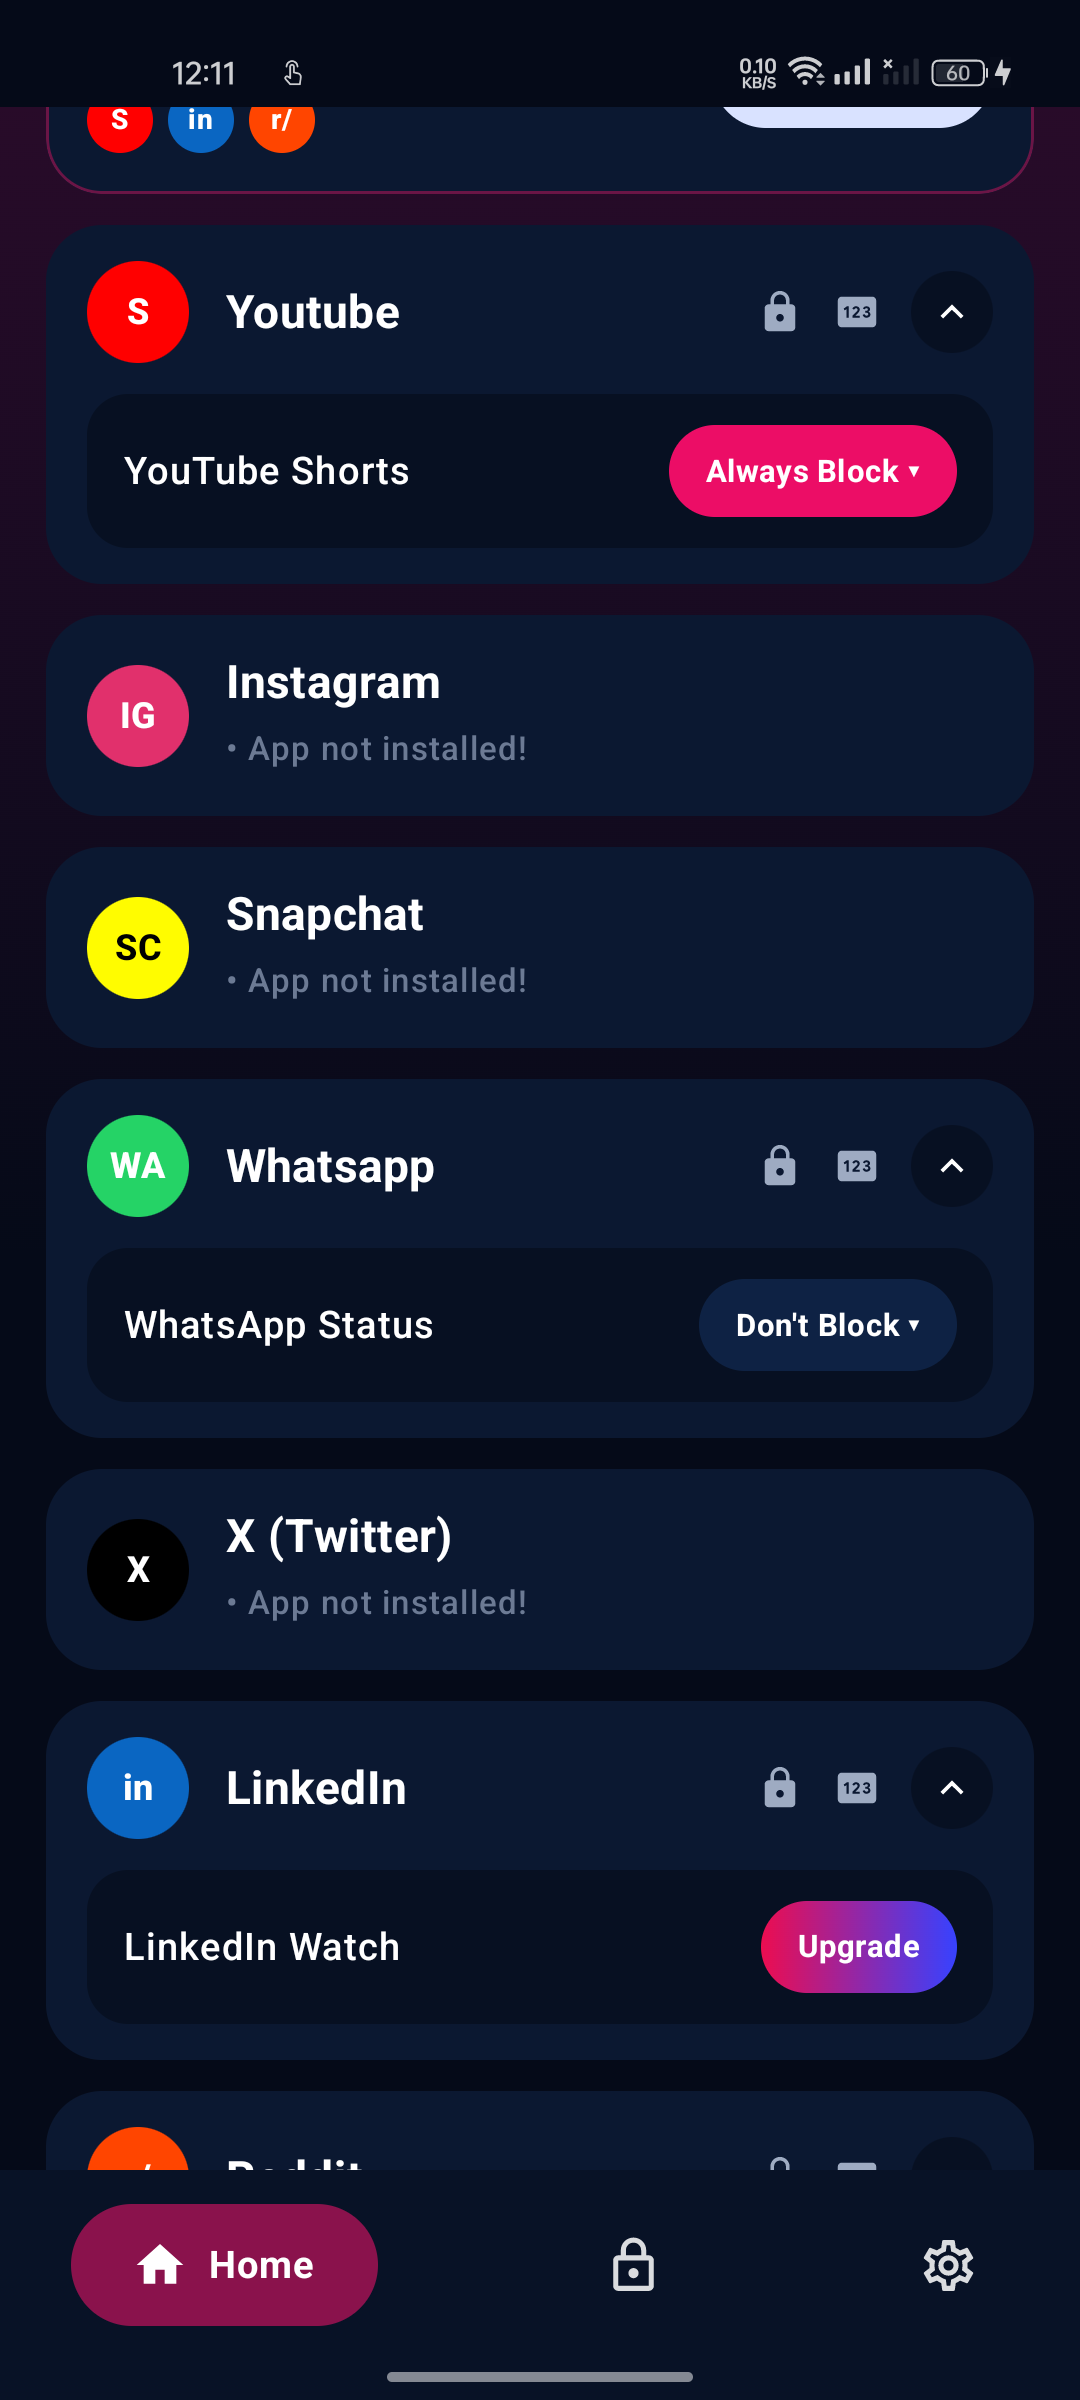 12:11
0.10
KB/S
60
S in r/
S Youtube 123
YouTube Shorts Always Block ▾
IG Instagram
• App not installed!
SC Snapchat
• App not installed!
WA Whatsapp 123
WhatsApp Status Don't Block ▾
X X (Twitter)
• App not installed!
in LinkedIn 123
LinkedIn Watch Upgrade
Reddit
Home